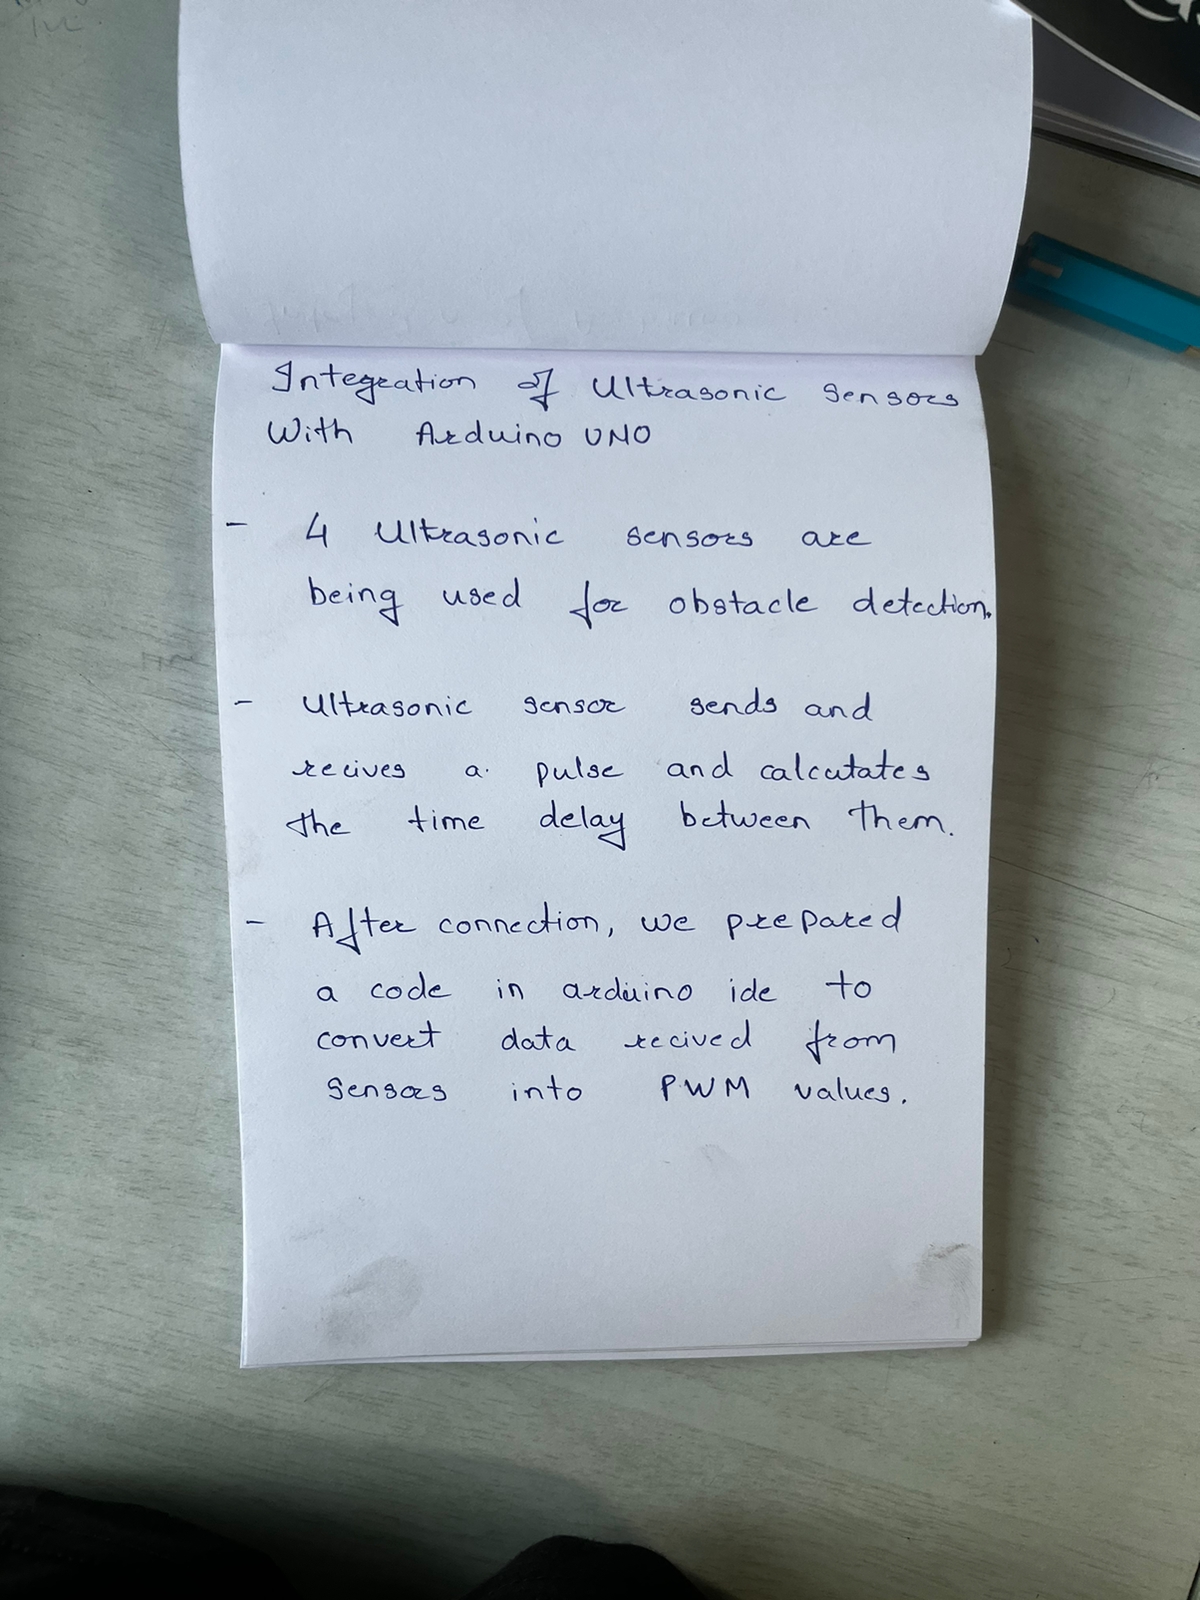 Integration of Ultrasonic sensors
With Arduino UNO
- 4 Ultrasonic sensors are
being used for obstacle detection.
- Ultrasonic sensor sends and
recives a pulse and calcutates
the time delay between them.
- After connection, we prepared
a code in arduino ide to
convert data recived from
sensors into PWM values.